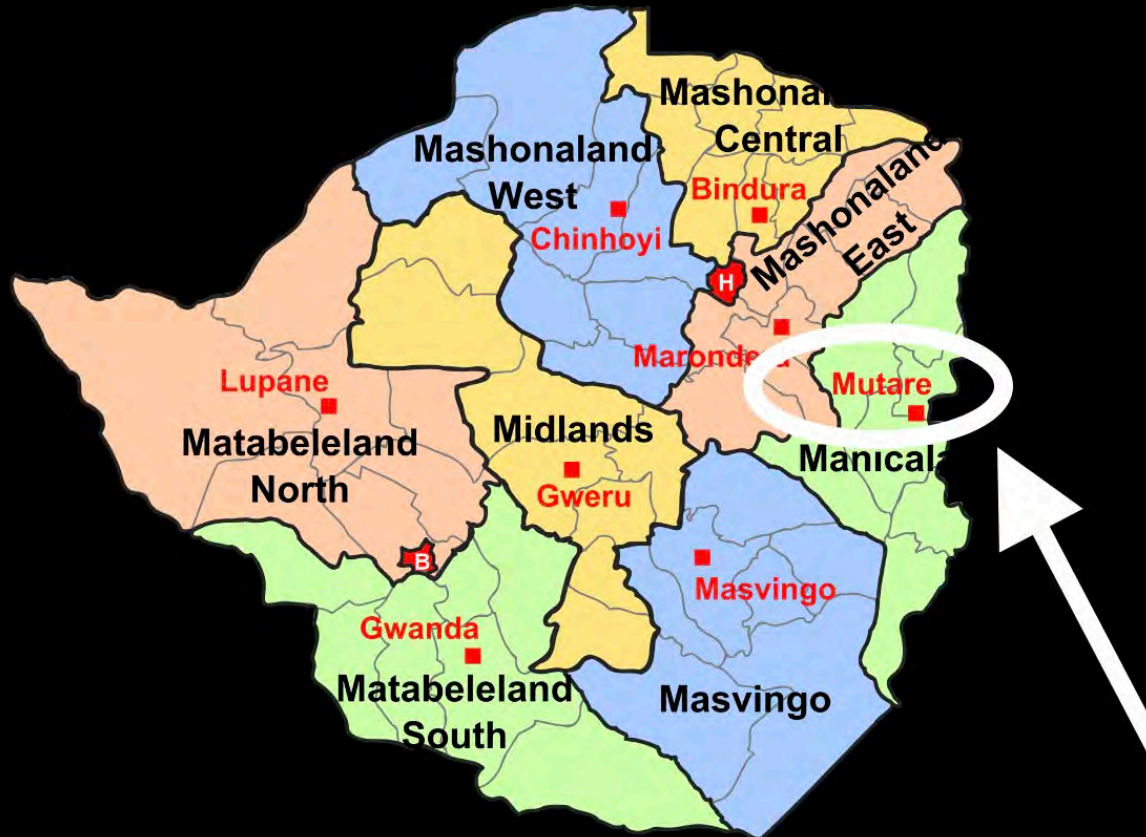 Mashonal
Central
Mashonaland
West
Bindura
Chinhoyi
Mashonaland
East
H
Marondera
Mutare
Lupane
Matabeleland
North
Midlands
Gweru
Manicala
B
Masvingo
Gwanda
Matabeleland
South
Masvingo